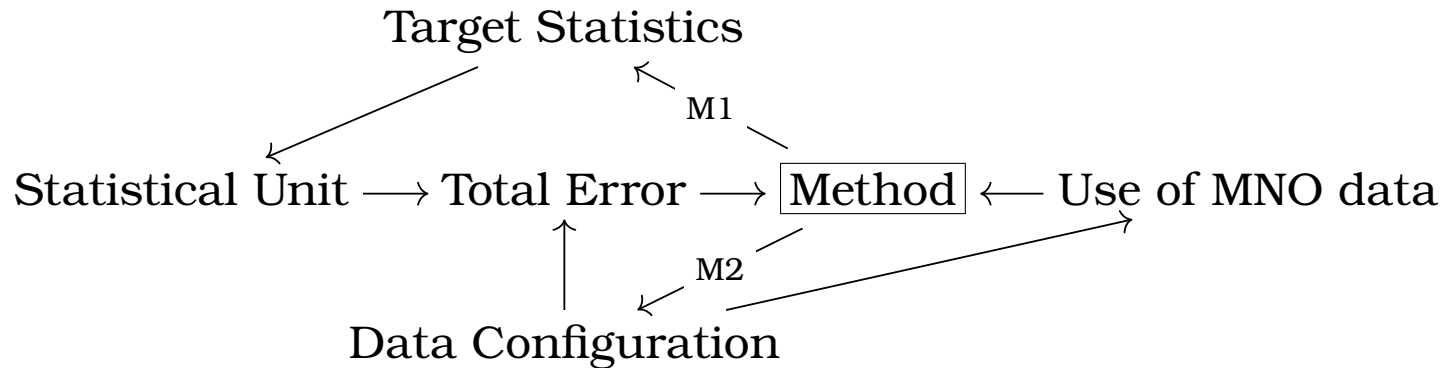 Target Statistics
M1
Statistical Unit Total Error Method Use of MNO data
M2
Data Configuration